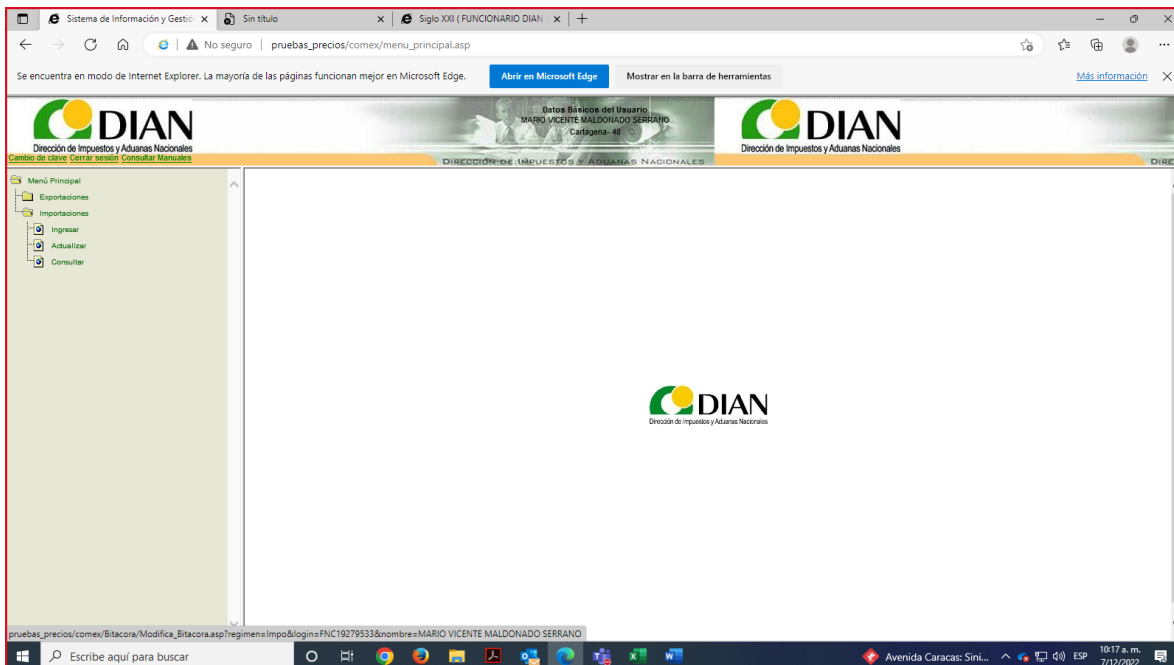 Sistema de Información y Gestió
Sin título
Siglo XXI ( FUNCIONARIO DIAN
No seguro
pruebas_precios/comex/menu_principal.asp
Se encuentra en modo de Internet Explorer. La mayoría de las páginas funcionan mejor en Microsoft Edge.
Abrir en Microsoft Edge
Mostrar en la barra de herramientas
Más información
DIAN
Dirección de Impuestos y Aduanas Nacionales
Cambio de clave Cerrar sesión Consultar Manuales
Datos Básicos del Usuario
MARIO VICENTE MALDONADO SERRANO
Cartagena- 48
DIRECCIÓN DE IMPUESTOS Y ADUANAS NACIONALES
DIAN
Dirección de Impuestos y Aduanas Nacionales
DIRE
Menú Principal
Exportaciones
Importaciones
Ingresar
Actualizar
Consultar
DIAN
Dirección de Impuestos y Aduanas Nacionales
pruebas_precios/comex/Bitacora/Modifica_Bitacora.asp?regimen=Impo&login=FNC19279533&nombre=MARIO VICENTE MALDONADO SERRANO
Escribe aquí para buscar
Avenida Caracas: Sini...
ESP
10:17 a. m.
7/12/2022